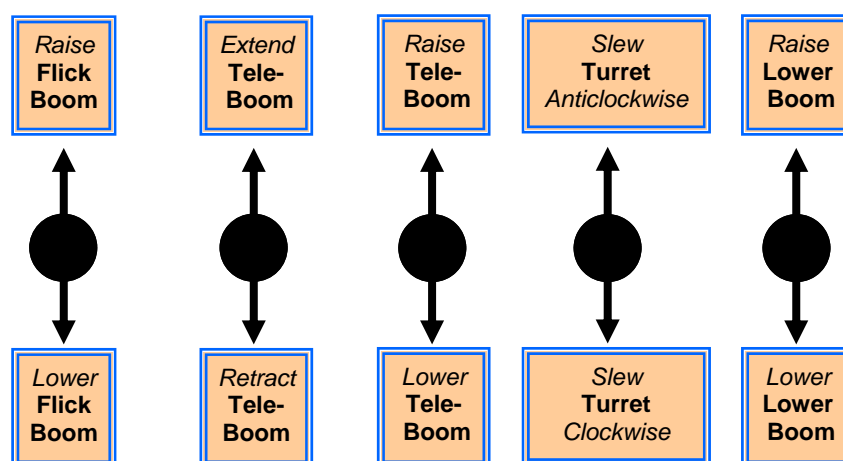 Raise
Flick
Boom
Extend
Tele-
Boom
Raise
Tele-
Boom
Slew
Turret
Anticlockwise
Raise
Lower
Boom
Lower
Flick
Boom
Retract
Tele-
Boom
Lower
Tele-
Boom
Slew
Turret
Clockwise
Lower
Lower
Boom